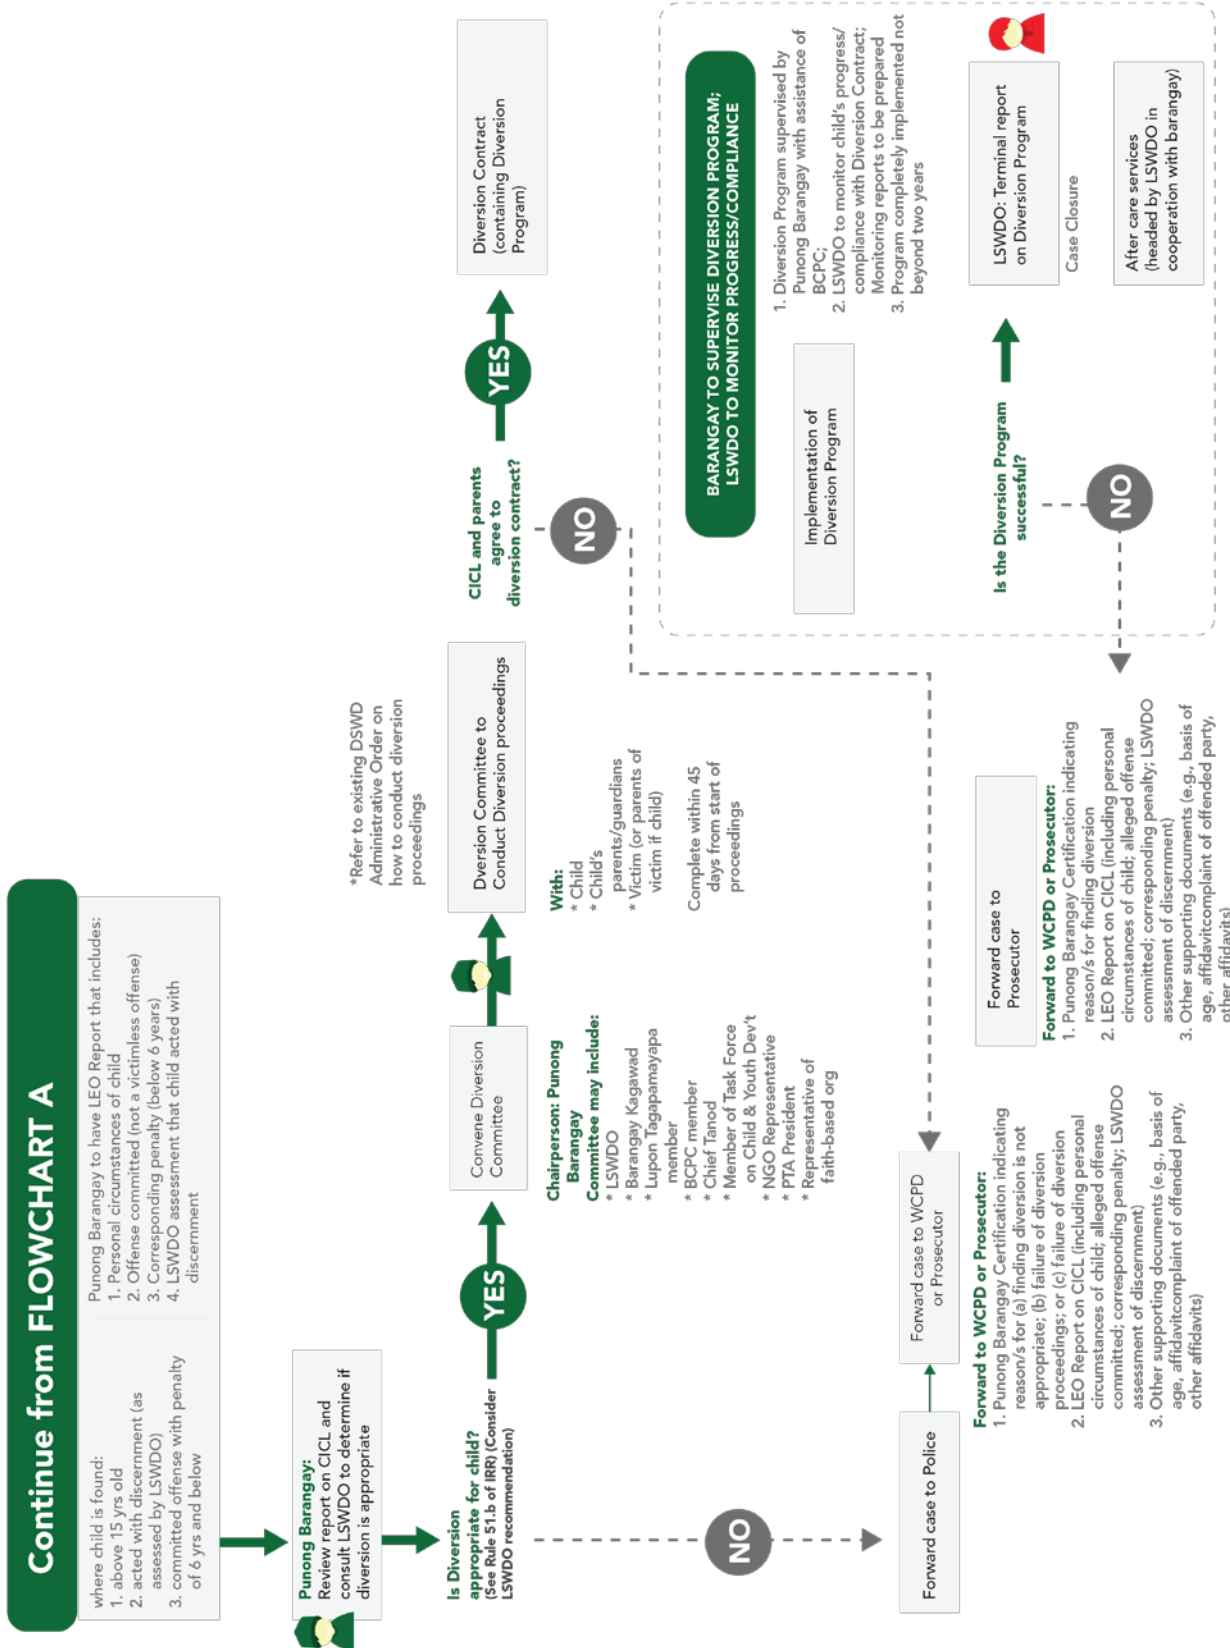 Continue from FLOWCHART A
where child is found:
1. above 15 yrs old
2. acted with discernment (as
assessed by LSWDO)
3. committed offense with penalty
of 6 yrs and below
Punong Barangay to have LEO Report that includes:
1. Personal circumstances of child
2. Offense committed (not a victimless offense)
3. Corresponding penalty (below 6 years)
4. LSWDO assessment that child acted with
discernment
Punong Barangay:
Review report on CICL and
consult LSWDO to determine if
diversion is appropriate
Is Diversion
appropriate for child?
(See Rule 51.b of IRR) (Consider
LSWDO recommendation)
YES
Convene Diversion
Committee
Chairperson: Punong
Barangay
Committee may include:
* LSWDO
* Barangay Kagawad
* Lupon Tagapamayapa
member
* BCPC member
* Chief Tanod
* Member of Task Force
on Child & Youth Dev't
* NGO Representative
* PTA President
* Representative of
faith-based org
*Refer to existing DSWD
Administrative Order on
how to conduct diversion
proceedings
Dversion Committee to
Conduct Diversion proceedings
With:
* Child
* Child's
parents/guardians
* Victim (or parents of
victim if child)
Complete within 45
days from start of
proceedings
CICL and parents
agree to
diversion contract?
YES
Diversion Contract
(containing Diversion
Program)
NO
NO
Forward case to Police
Forward case to WCPD
or Prosecutor
Forward to WCPD or Prosecutor:
1. Punong Barangay Certification indicating
reason/s for (a) finding diversion is not
appropriate; (b) failure of diversion
proceedings; or (c) failure of diversion
2. LEO Report on CICL (including personal
circumstances of child; alleged offense
committed; corresponding penalty; LSWDO
assessment of discernment)
3. Other supporting documents (e.g., basis of
age, affidavitcomplaint of offended party,
other affidavits)
BARANGAY TO SUPERVISE DIVERSION PROGRAM;
LSWDO TO MONITOR PROGRESS/COMPLIANCE
Implementation of
Diversion Program
1. Diversion Program supervised by
Punong Barangay with assistance of
BCPC;
2. LSWDO to monitor child's progress/
compliance with Diversion Contract;
Monitoring reports to be prepared
3. Program completely implemented not
beyond two years
Is the Diversion Program
successful?
LSWDO: Terminal report
on Diversion Program
Case Closure
After care services
(headed by LSWDO in
cooperation with barangay)
NO
Forward case to
Prosecutor
Forward to WCPD or Prosecutor:
1. Punong Barangay Certification indicating
reason/s for finding diversion
2. LEO Report on CICL (including personal
circumstances of child; alleged offense
committed; corresponding penalty; LSWDO
assessment of discernment)
3. Other supporting documents (e.g., basis of
age, affidavitcomplaint of offended party,
other affidavits)